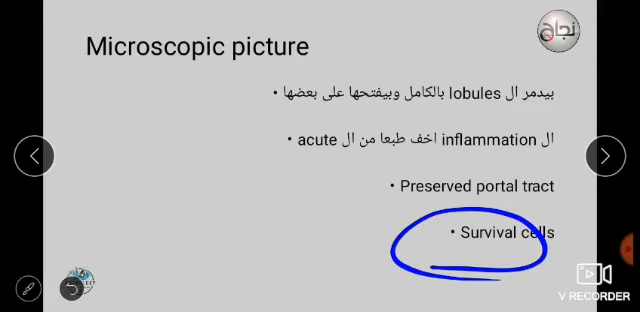 نجاح
Microscopic picture
• بيدمر ال lobules بالكامل وبيفتحها على بعضها
• ال inflammation اخف طبعا من ال acute
• Preserved portal tract
• Survival cells
V RECORDER